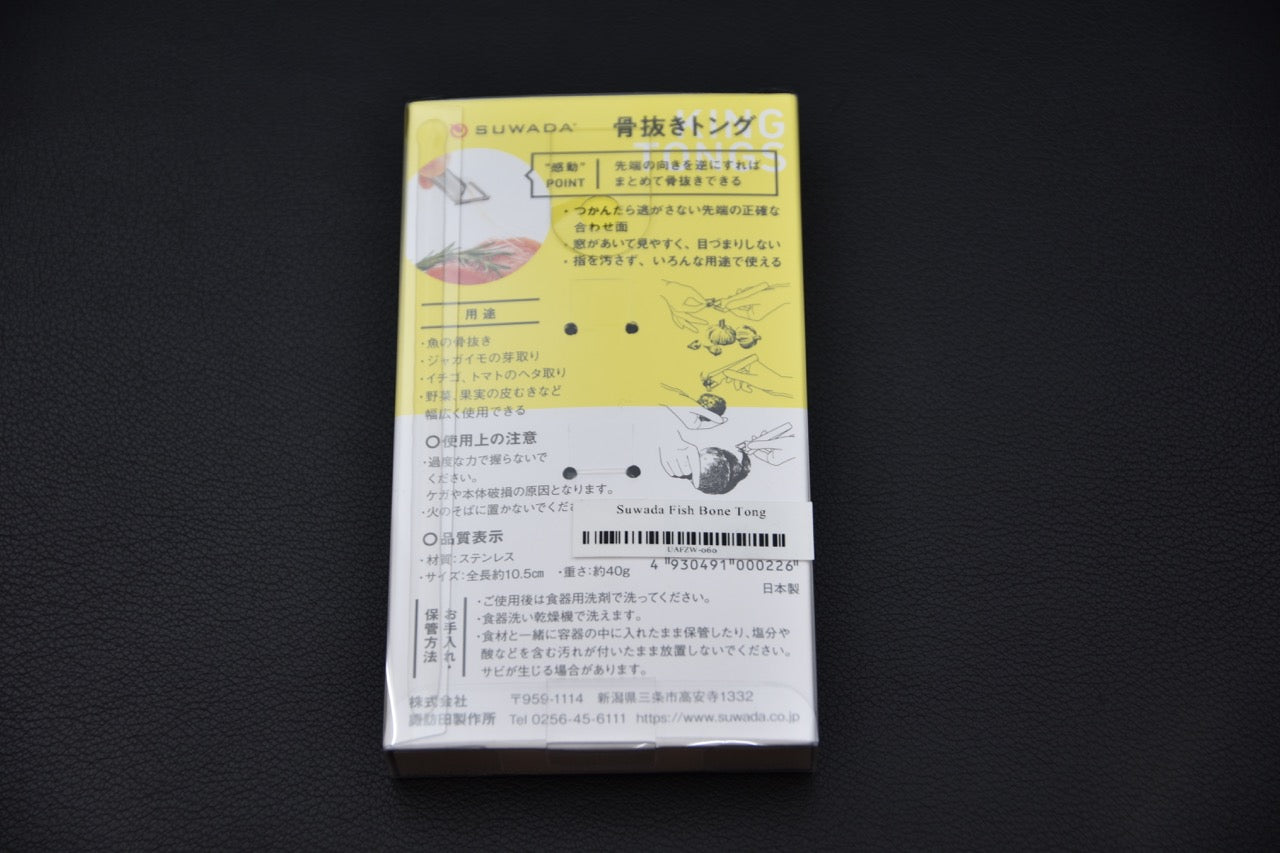 SUWADA
骨抜きトング
KING
TONGS
"感動"
POINT
先端の向きを逆にすれば
まとめて骨抜きできる
・つかんだら逃がさない先端の正確な
合わせ面
・窓があいて見やすく、目づまりしない
・指を汚さず、いろんな用途で使える
用途
・魚の骨抜き
・ジャガイモの芽取り
・イチゴ、トマトのヘタ取り
・野菜、果実の皮むきなど
幅広く使用できる
○使用上の注意
・過度な力で握らないで
ください。
ケガや本体破損の原因となります。
・火のそばに置かないでくだ
Suwada Fish Bone Tong
UAFZW-060
4 "930491"000226"
○品質表示
・材質：ステンレス
・サイズ：全長約10.5cm ・重さ：約40g
日本製
お手入れ・
保管方法
・ご使用後は食器用洗剤で洗ってください。
・食器洗い乾燥機で洗えます。
・食材と一緒に容器の中に入れたまま保管したり、塩分や
酸などを含む汚れが付いたまま放置しないでください。
サビが生じる場合があります。
株式会社
諏訪田製作所
〒959-1114 新潟県三条市高安寺1332
Tel 0256-45-6111 https://www.suwada.co.jp